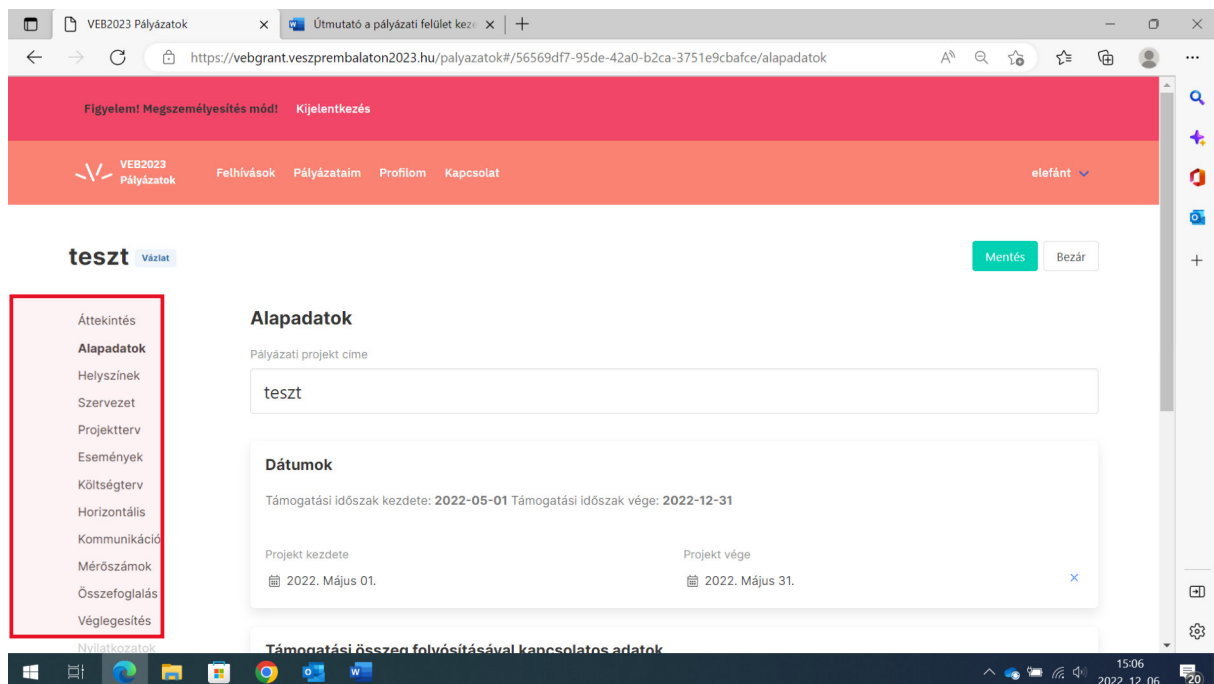 VEB2023 Pályázatok
Útmutató a pályázati felület keze
https://vebgrant.veszprembalaton2023.hu/palyazatok#/56569df7-95de-42a0-b2ca-3751e9cbafce/alapadatok
Figyelem! Megszemélyesítés mód! Kijelentkezés
VEB2023
Pályázatok
Felhívások Pályázataim Profilom Kapcsolat elefánt
teszt Vázlat Mentés Bezár
Áttekintés
Alapadatok
Helyszínek
Szervezet
Projektterv
Események
Költségterv
Horizontális
Kommunikáció
Mérőszámok
Összefoglalás
Véglegesítés
Nyilatkozatok
Alapadatok
Pályázati projekt címe
teszt
Dátumok
Támogatási időszak kezdete: 2022-05-01 Támogatási időszak vége: 2022-12-31
Projekt kezdete Projekt vége
2022. Május 01. 2022. Május 31.
Támogatási összeg folyósításával kapcsolatos adatok
15:06
2022. 12. 06.
20